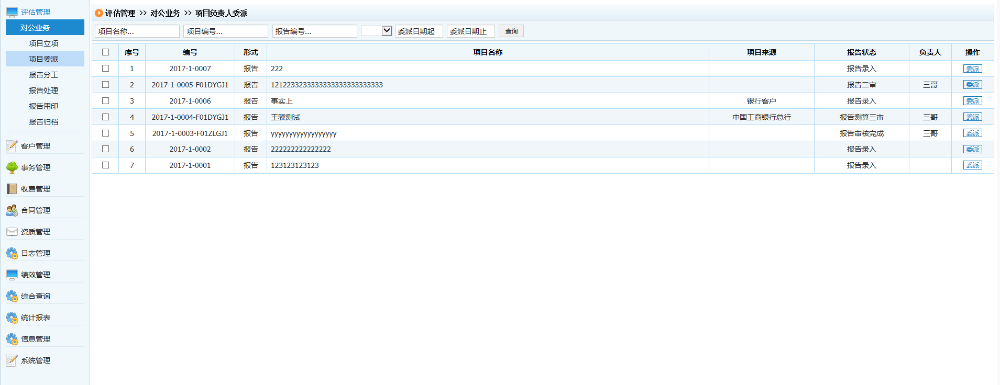 评估管理
对公业务
项目立项
项目委派
报告分工
报告处理
报告用印
报告归档
客户管理
事务管理
收费管理
合同管理
资质管理
日志管理
绩效管理
综合查询
统计报表
信息管理
系统管理
评估管理 >> 对公业务 >> 项目负责人委派
项目名称... 项目编号... 报告编号... 委派日期起 委派日期止 查询
序号 编号 形式 项目名称 项目来源 报告状态 负责人 操作
1 2017-1-0007 报告 222 报告录入 委派
2 2017-1-0005-F01DYGJ1 报告 1212233233333333333333333333 报告二审 三哥 委派
3 2017-1-0006 报告 事实上 银行客户 报告录入 委派
4 2017-1-0004-F01DYGJ1 报告 王骥测试 中国工商银行总行 报告测算三审 三哥 委派
5 2017-1-0003-F01ZLGJ1 报告 yyyyyyyyyyyyyyyyyy 报告审核完成 三哥 委派
6 2017-1-0002 报告 222222222222222 报告录入 委派
7 2017-1-0001 报告 123123123123 报告录入 委派